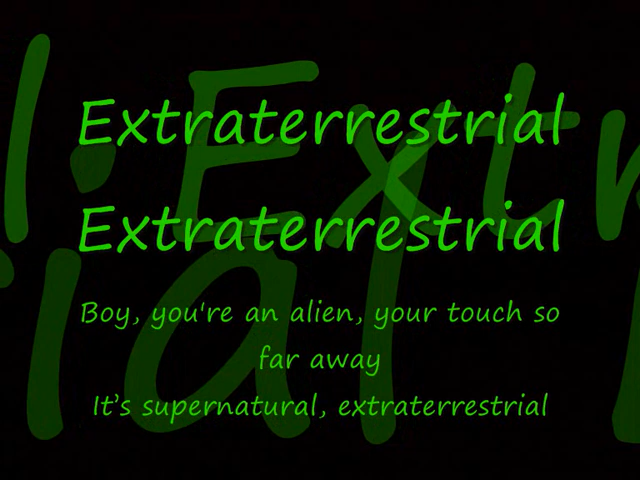 Extraterrestrial
Extraterrestrial
Boy, you're an alien, your touch so
far away
It’s supernatural, extraterrestrial